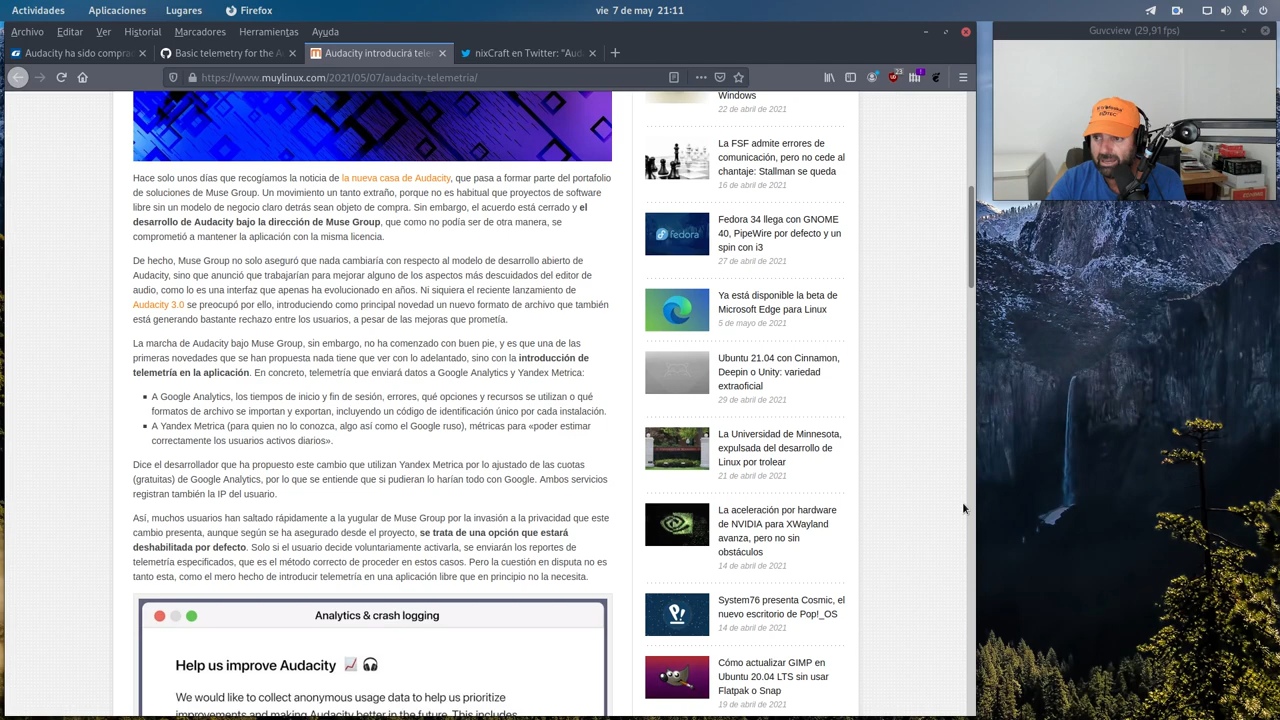 Actividades
Aplicaciones
Lugares
Firefox
vie 7 de may 21:11
Archivo Editar Ver Historial Marcadores Herramientas Ayuda
Guvcview (29,91 fps)
Audacity ha sido comprac
Basic telemetry for the A
Audacity introducirá telem
nixCraft en Twitter: "Auda
https://www.muylinux.com/2021/05/07/audacity-telemetria/
23
Hace solo unos días que recogíamos la noticia de la nueva casa de Audacity, que pasa a formar parte del portafolio
de soluciones de Muse Group. Un movimiento un tanto extraño, porque no es habitual que proyectos de software
libre sin un modelo de negocio claro detrás sean objeto de compra. Sin embargo, el acuerdo está cerrado y el
desarrollo de Audacity bajo la dirección de Muse Group, que como no podía ser de otra manera, se
comprometió a mantener la aplicación con la misma licencia.
De hecho, Muse Group no solo aseguró que nada cambiaría con respecto al modelo de desarrollo abierto de
Audacity, sino que anunció que trabajarían para mejorar alguno de los aspectos más descuidados del editor de
audio, como lo es una interfaz que apenas ha evolucionado en años. Ni siquiera el reciente lanzamiento de
Audacity 3.0 se preocupó por ello, introduciendo como principal novedad un nuevo formato de archivo que también
está generando bastante rechazo entre los usuarios, a pesar de las mejoras que prometía.
La marcha de Audacity bajo Muse Group, sin embargo, no ha comenzado con buen pie, y es que una de las
primeras novedades que se han propuesta nada tiene que ver con lo adelantado, sino con la introducción de
telemetría en la aplicación. En concreto, telemetría que enviará datos a Google Analytics y Yandex Metrica:
A Google Analytics, los tiempos de inicio y fin de sesión, errores, qué opciones y recursos se utilizan o qué
formatos de archivo se importan y exportan, incluyendo un código de identificación único por cada instalación.
A Yandex Metrica (para quien no lo conozca, algo así como el Google ruso), métricas para «poder estimar
correctamente los usuarios activos diarios».
Dice el desarrollador que ha propuesto este cambio que utilizan Yandex Metrica por lo ajustado de las cuotas
(gratuitas) de Google Analytics, por lo que se entiende que si pudieran lo harían todo con Google. Ambos servicios
registran también la IP del usuario.
Así, muchos usuarios han saltado rápidamente a la yugular de Muse Group por la invasión a la privacidad que este
cambio presenta, aunque según se ha asegurado desde el proyecto, se trata de una opción que estará
deshabilitada por defecto. Solo si el usuario decide voluntariamente activarla, se enviarán los reportes de
telemetría especificados, que es el método correcto de proceder en estos casos. Pero la cuestión en disputa no es
tanto esta, como el mero hecho de introducir telemetría en una aplicación libre que en principio no la necesita.
Analytics & crash logging
Help us improve Audacity
We would like to collect anonymous usage data to help us prioritize
improvements and making Audacity better in the future. This includes
Windows
22 de abril de 2021
La FSF admite errores de
comunicación, pero no cede al
chantaje: Stallman se queda
16 de abril de 2021
fedora
Fedora 34 llega con GNOME
40, PipeWire por defecto y un
spin con i3
27 de abril de 2021
Ya está disponible la beta de
Microsoft Edge para Linux
5 de mayo de 2021
Ubuntu 21.04 con Cinnamon,
Deepin o Unity: variedad
extraoficial
29 de abril de 2021
La Universidad de Minnesota,
expulsada del desarrollo de
Linux por trolear
21 de abril de 2021
La aceleración por hardware
de NVIDIA para XWayland
avanza, pero no sin
obstáculos
14 de abril de 2021
System76 presenta Cosmic, el
nuevo escritorio de Pop!_OS
14 de abril de 2021
Cómo actualizar GIMP en
Ubuntu 20.04 LTS sin usar
Flatpak o Snap
19 de abril de 2021